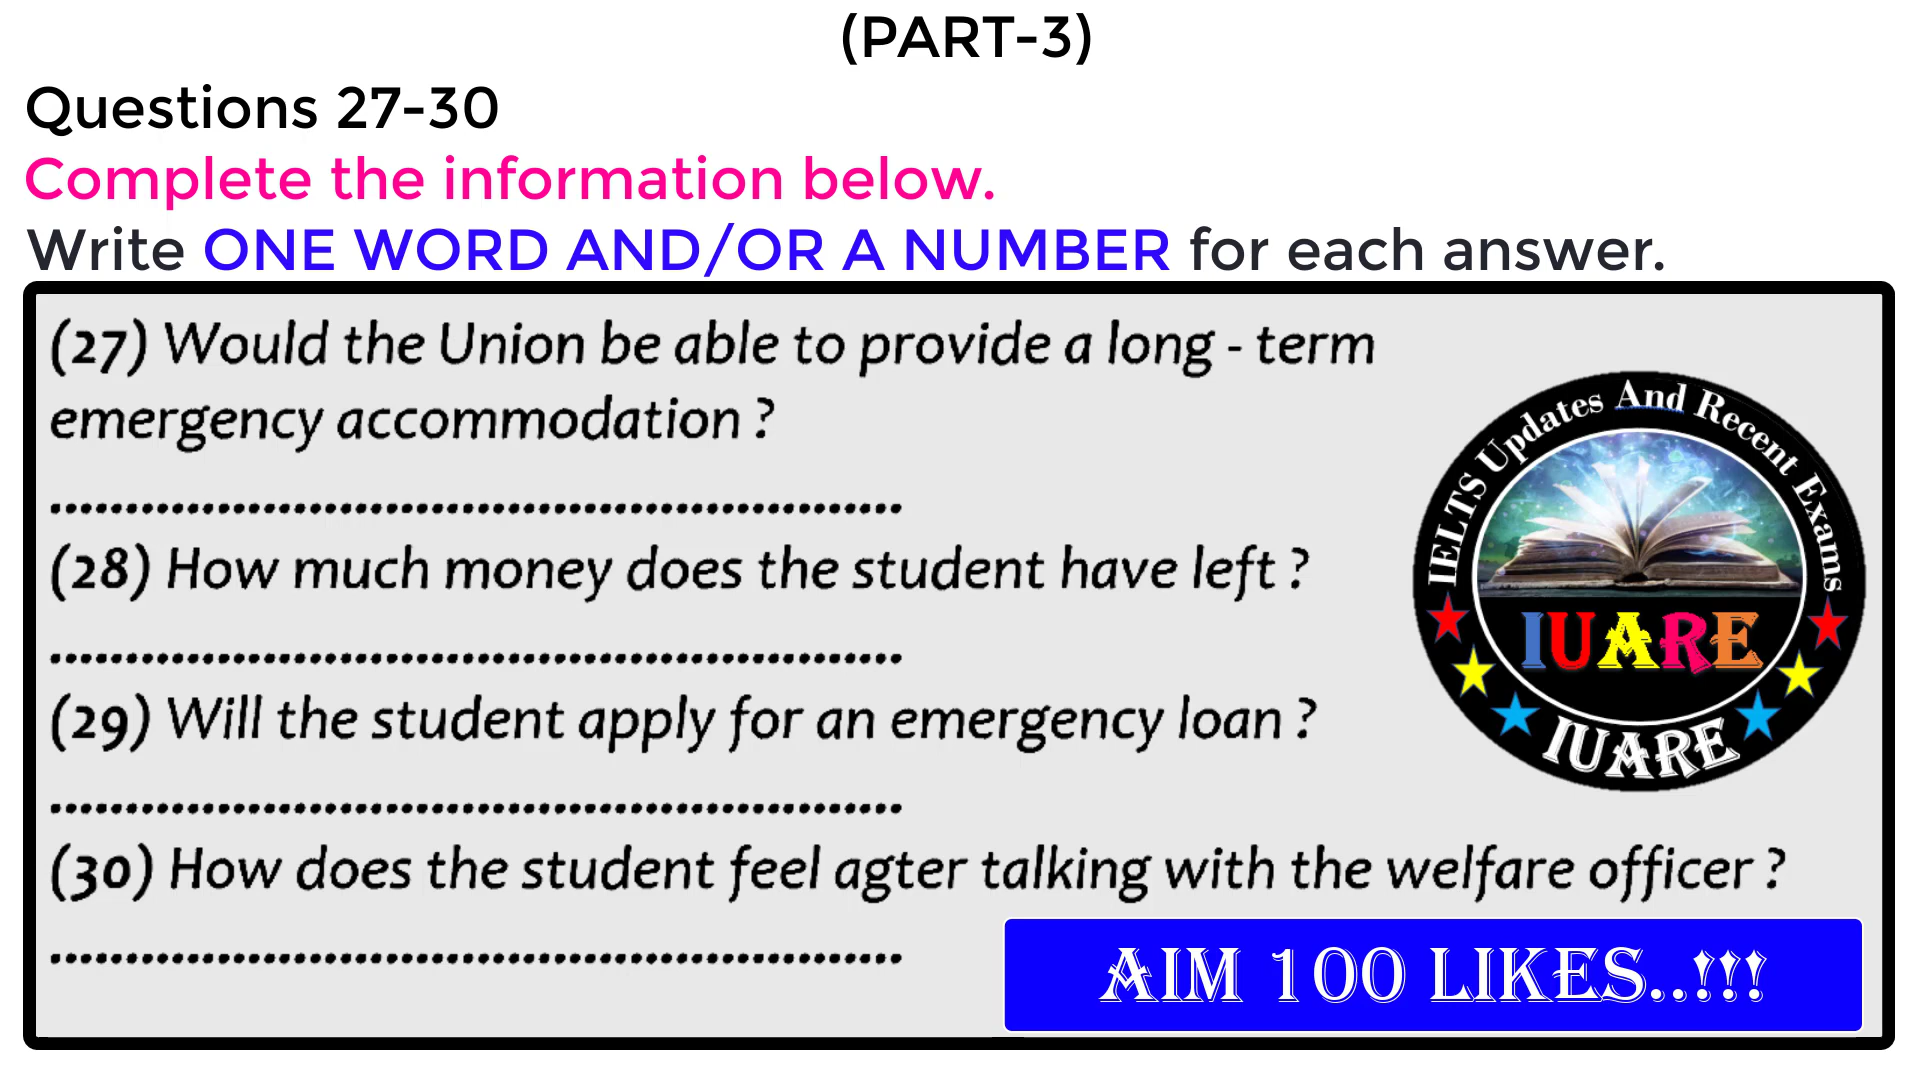 (PART-3)
Questions 27-30
Complete the information below.
Write ONE WORD AND/OR A NUMBER for each answer.
(27) Would the Union be able to provide a long - term
emergency accommodation ?
........................................................
(28) How much money does the student have left ?
........................................................
(29) Will the student apply for an emergency loan ?
........................................................
(30) How does the student feel agter talking with the welfare officer ?
........................................................
IELTS Updates And Recent Exams
IUARE
IUARE
AIM 100 LIKES..!!!